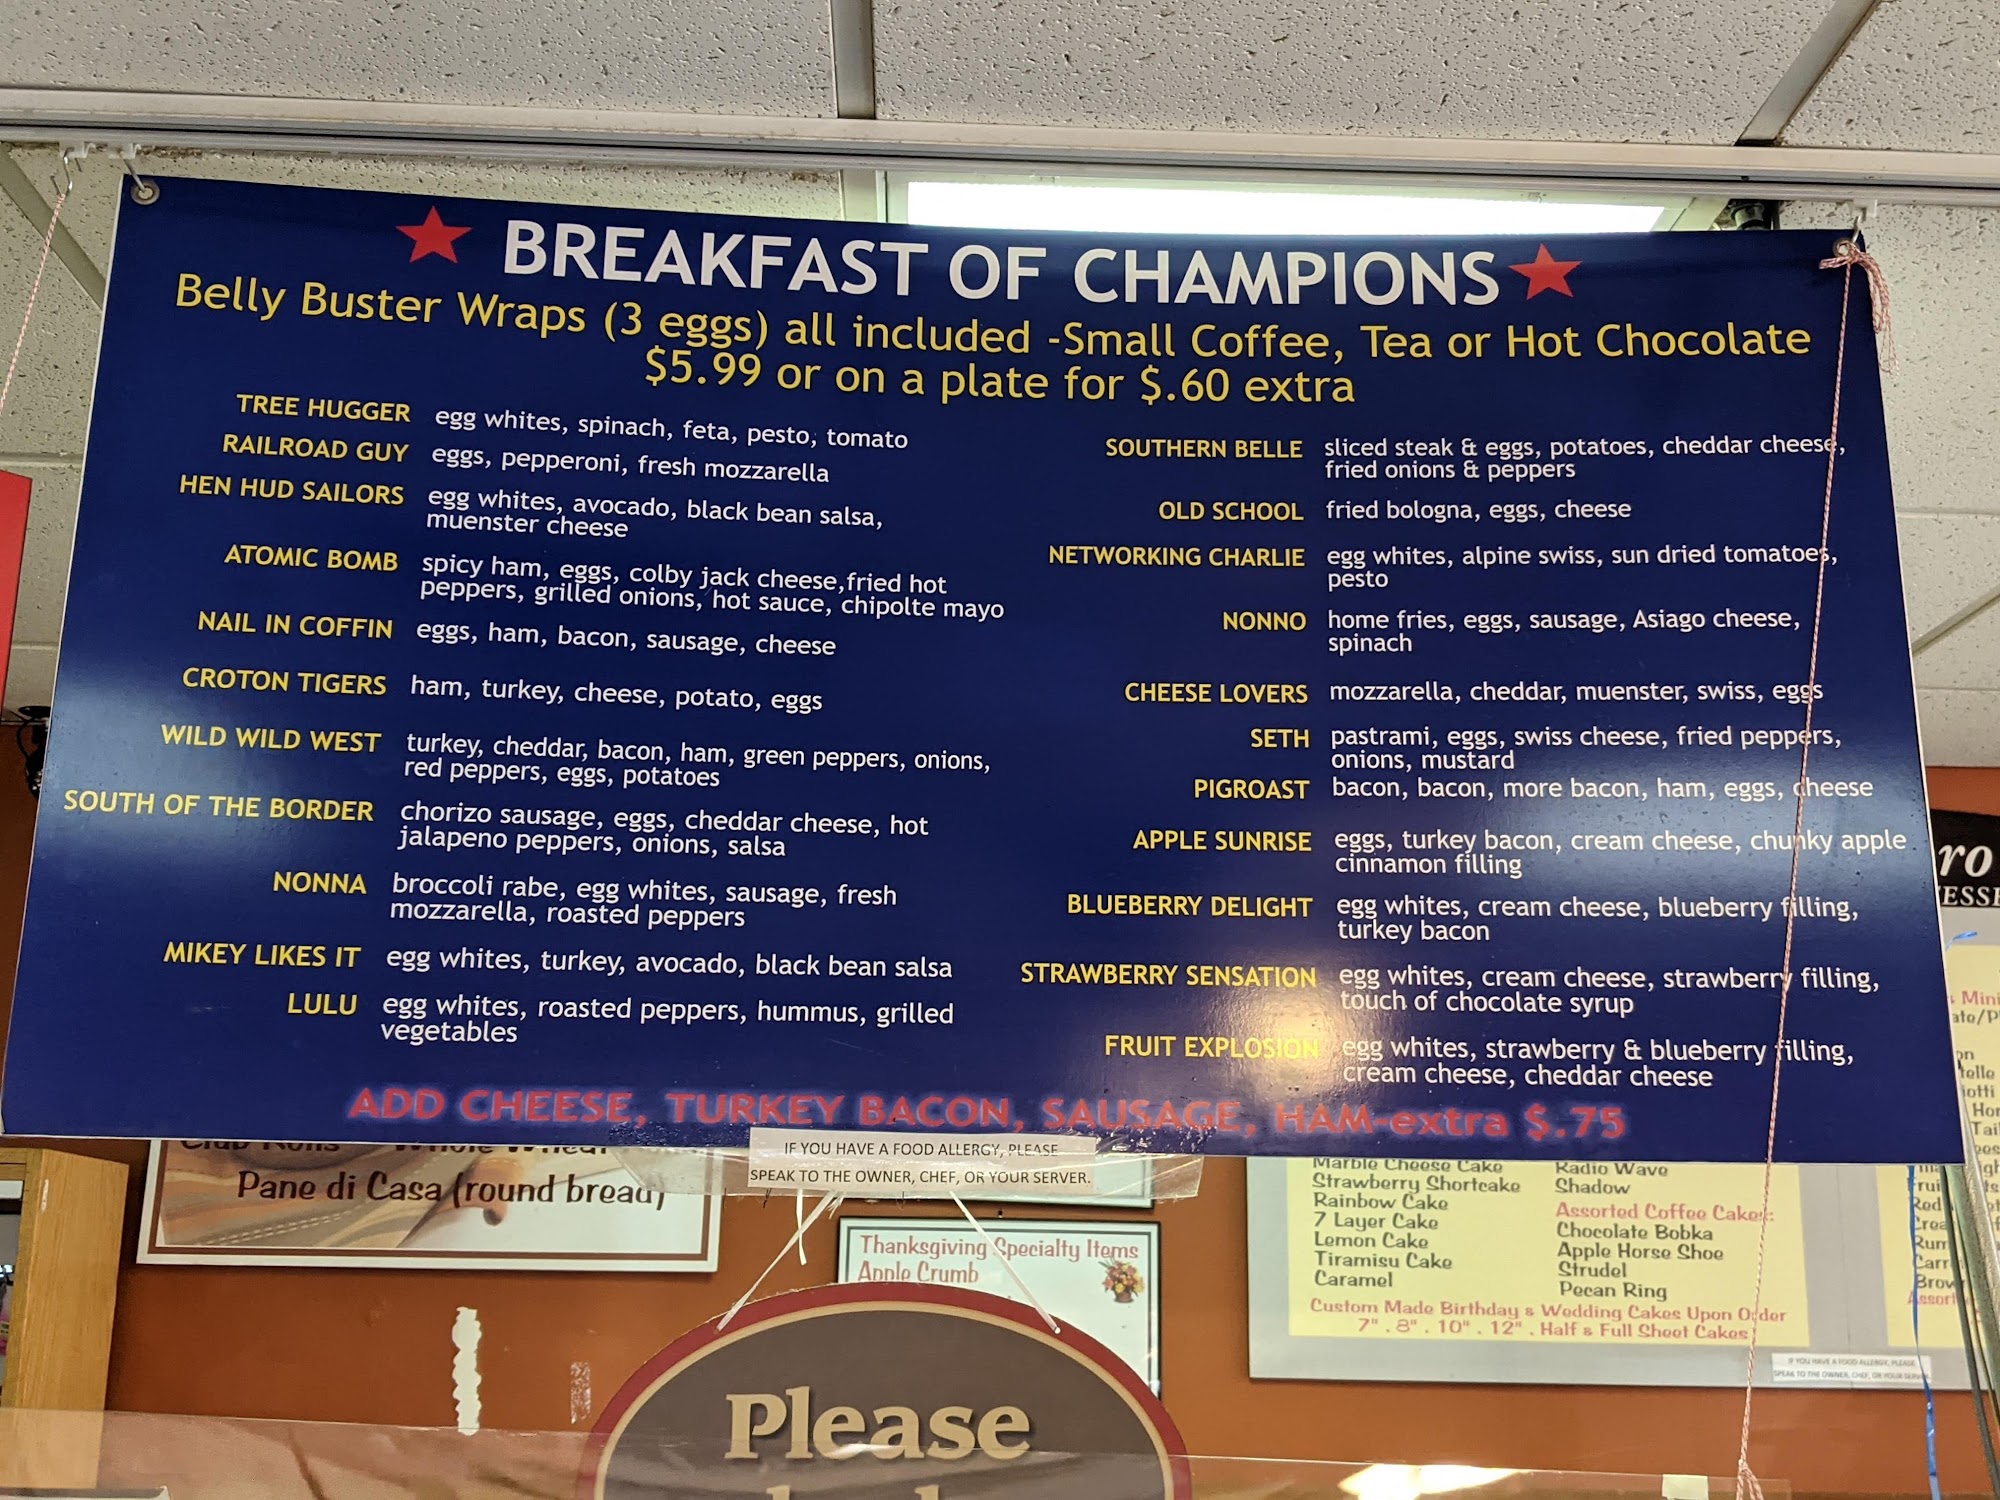 BREAKFAST OF CHAMPIONS
Belly Buster Wraps (3 eggs) all included -Small Coffee, Tea or Hot Chocolate
$5.99 or on a plate for $.60 extra
TREE HUGGER egg whites, spinach, feta, pesto, tomato
RAILROAD GUY eggs, pepperoni, fresh mozzarella
HEN HUD SAILORS egg whites, avocado, black bean salsa,
muenster cheese
ATOMIC BOMB spicy ham, eggs, colby jack cheese,fried hot
peppers, grilled onions, hot sauce, chipolte mayo
NAIL IN COFFIN eggs, ham, bacon, sausage, cheese
CROTON TIGERS ham, turkey, cheese, potato, eggs
WILD WILD WEST turkey, cheddar, bacon, ham, green peppers, onions,
red peppers, eggs, potatoes
SOUTH OF THE BORDER chorizo sausage, eggs, cheddar cheese, hot
jalapeno peppers, onions, salsa
NONNA broccoli rabe, egg whites, sausage, fresh
mozzarella, roasted peppers
MIKEY LIKES IT egg whites, turkey, avocado, black bean salsa
LULU egg whites, roasted peppers, hummus, grilled
vegetables
SOUTHERN BELLE sliced steak & eggs, potatoes, cheddar cheese,
fried onions & peppers
OLD SCHOOL fried bologna, eggs, cheese
NETWORKING CHARLIE egg whites, alpine swiss, sun dried tomatoes,
pesto
NONNO home fries, eggs, sausage, Asiago cheese,
spinach
CHEESE LOVERS mozzarella, cheddar, muenster, swiss, eggs
SETH pastrami, eggs, swiss cheese, fried peppers,
onions, mustard
PIGROAST bacon, bacon, more bacon, ham, eggs, cheese
APPLE SUNRISE eggs, turkey bacon, cream cheese, chunky apple
cinnamon filling
BLUEBERRY DELIGHT egg whites, cream cheese, blueberry filling,
turkey bacon
STRAWBERRY SENSATION egg whites, cream cheese, strawberry filling,
touch of chocolate syrup
FRUIT EXPLOSION egg whites, strawberry & blueberry filling,
cream cheese, cheddar cheese
ADD CHEESE, TURKEY BACON, SAUSAGE, HAM-extra $.75
IF YOU HAVE A FOOD ALLERGY, PLEASE
SPEAK TO THE OWNER, CHEF, OR YOUR SERVER.
Pane di Casa (round bread)
Thanksgiving Specialty Items
Apple Crumb
Please
Marble Cheese Cake
Strawberry Shortcake
Rainbow Cake
7 Layer Cake
Lemon Cake
Tiramisu Cake
Caramel
Radio Wave
Shadow
Assorted Coffee Cakes:
Chocolate Bobka
Apple Horse Shoe
Strudel
Pecan Ring
Custom Made Birthday & Wedding Cakes Upon Order
7" . 8" . 10" . 12" . Half & Full Sheet Cakes
IF YOU HAVE A FOOD ALLERGY, PLEASE
SPEAK TO THE OWNER, CHEF, OR YOUR SERVER.